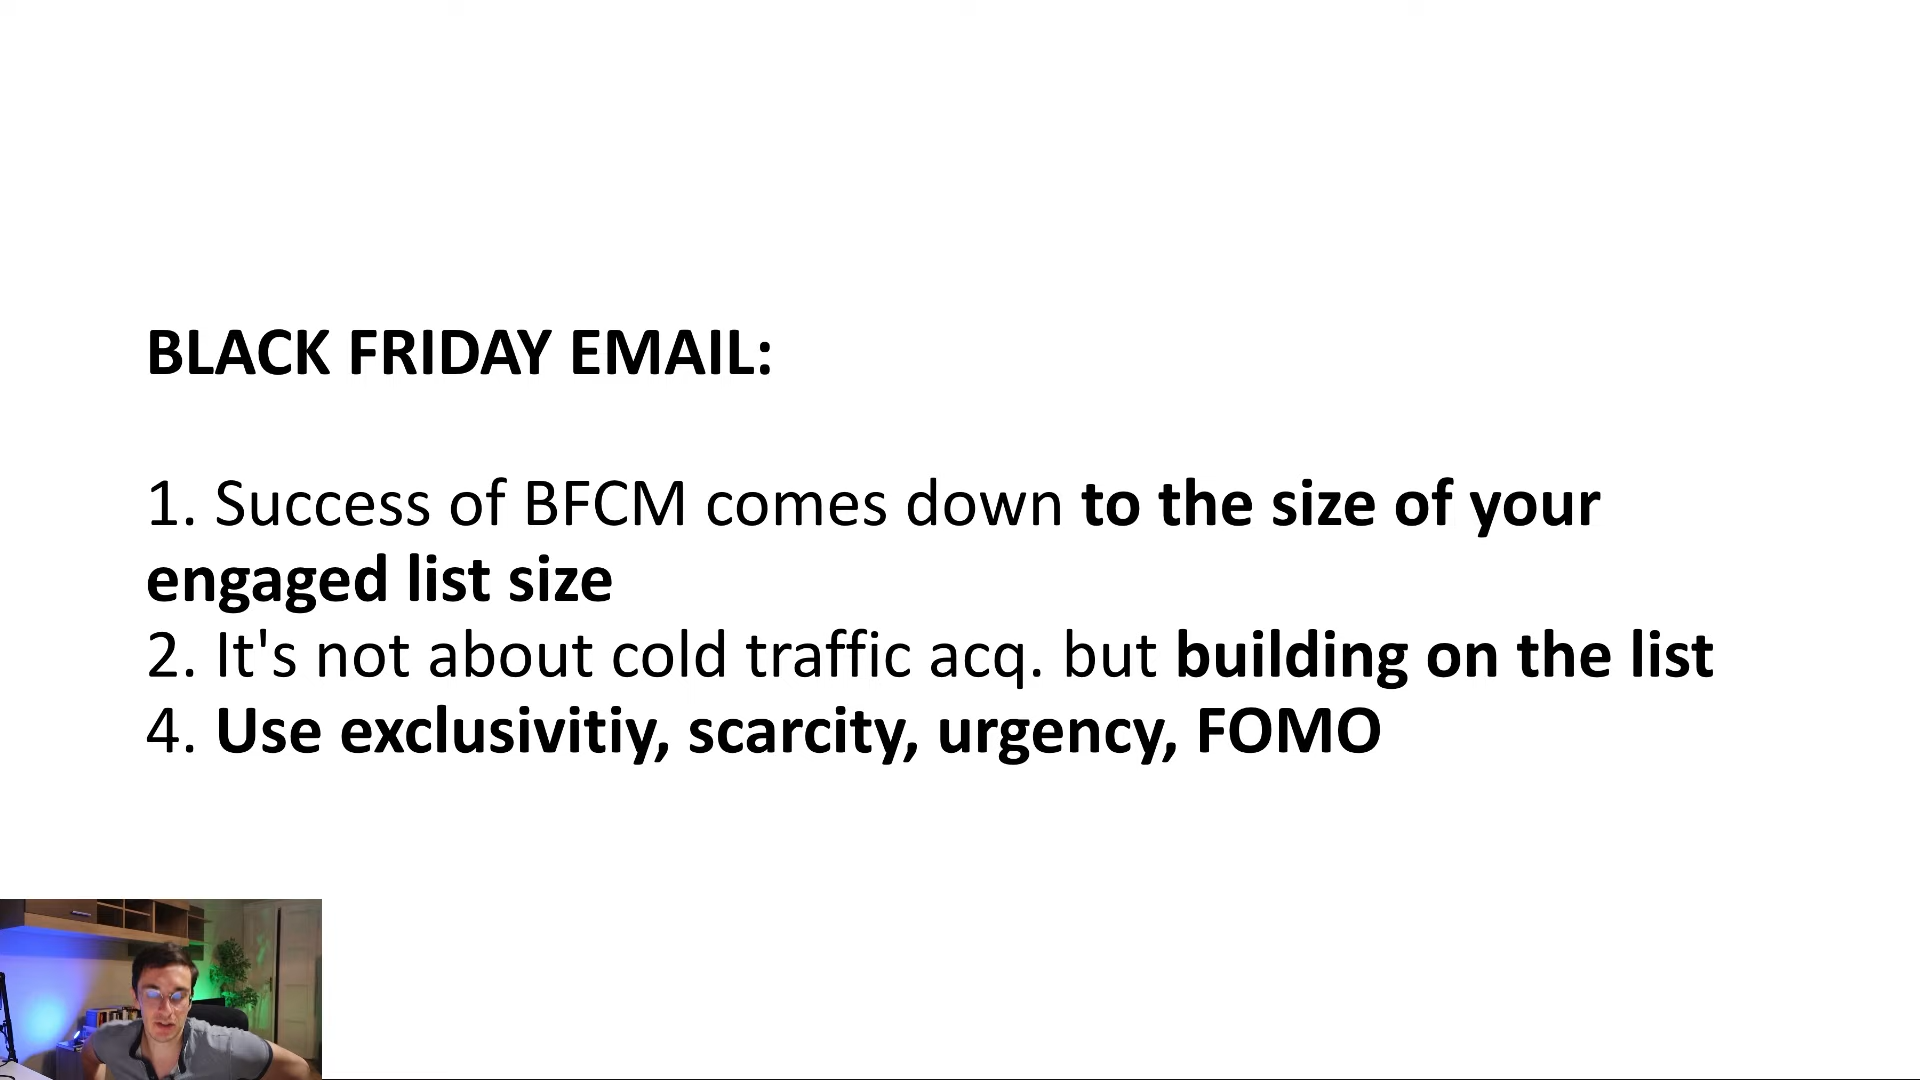 BLACK FRIDAY EMAIL:
1. Success of BFCM comes down to the size of your
engaged list size
2. It's not about cold traffic acq. but building on the list
4. Use exclusivitiy, scarcity, urgency, FOMO